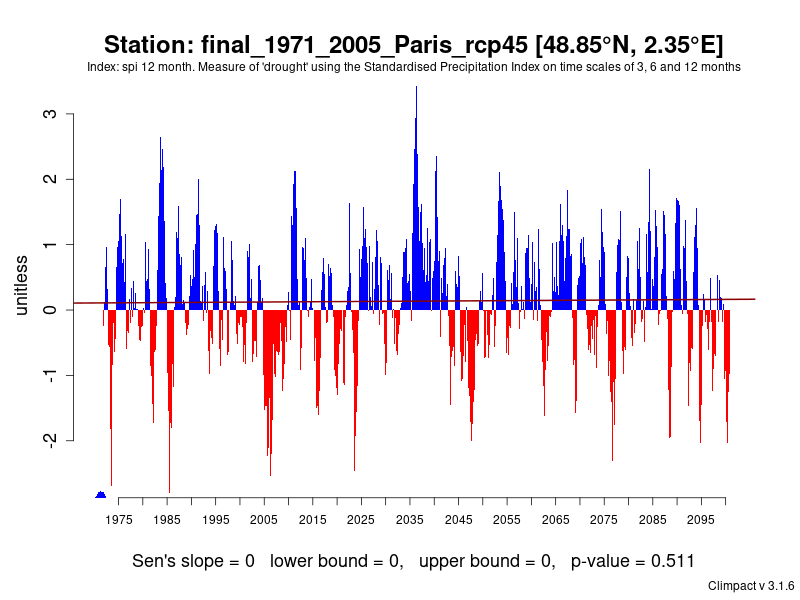 Station: final_1971_2005_Paris_rcp45 [48.85°N, 2.35°E]
Index: spi 12 month. Measure of 'drought' using the Standardised Precipitation Index on time scales of 3, 6 and 12 months
3
2
1
0
-1
-2
unitless
1975 1985 1995 2005 2015 2025 2035 2045 2055 2065 2075 2085 2095
Sen's slope = 0 lower bound = 0, upper bound = 0, p-value = 0.511
Climpact v 3.1.6